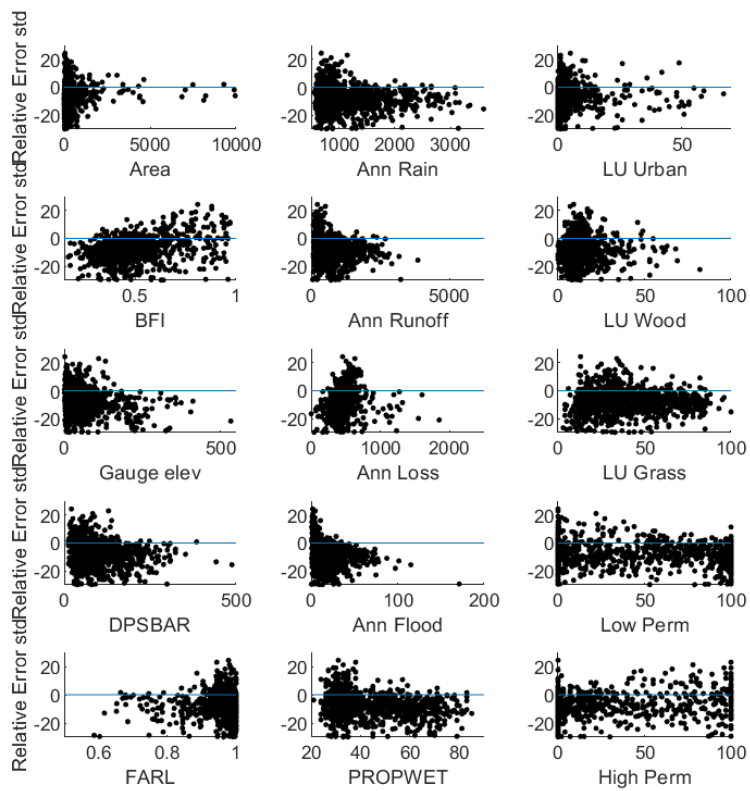 Relative Error std
20
0
-20
0 5000 10000
Area
20
0
-20
1000 2000 3000
Ann Rain
20
0
-20
0 50
LU Urban
Relative Error std
20
0
-20
0.5 1
BFI
20
0
-20
0 5000
Ann Runoff
20
0
-20
0 50 100
LU Wood
Relative Error std
20
0
-20
0 500
Gauge elev
20
0
-20
0 1000 2000
Ann Loss
20
0
-20
0 50 100
LU Grass
Relative Error std
20
0
-20
0 500
DPSBAR
20
0
-20
0 100 200
Ann Flood
20
0
-20
0 50 100
Low Perm
Relative Error std
20
0
-20
0.6 0.8 1
FARL
20
0
-20
20 40 60 80
PROPWET
20
0
-20
0 50 100
High Perm